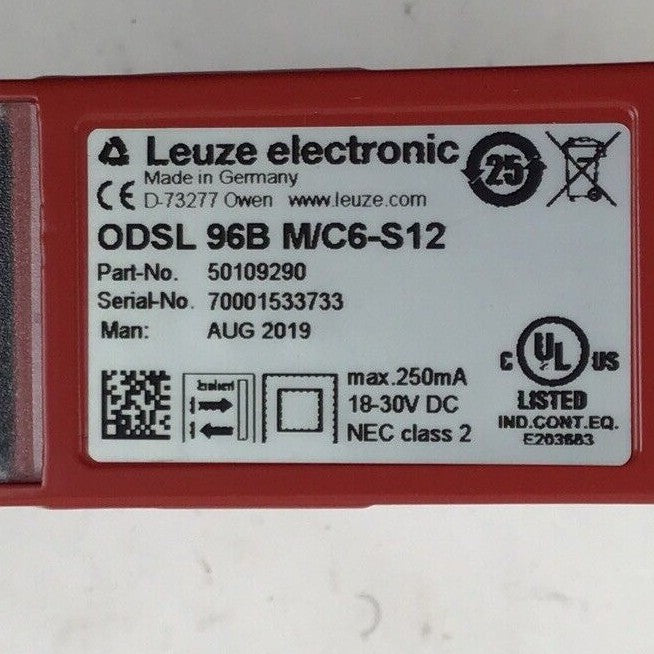 Leuze electronic
25
Made in Germany
CE D-73277 Owen www.leuze.com
ODSL 96B M/C6-S12
Part-No. 50109290
Serial-No. 70001533733
Man: AUG 2019
max.250mA
18-30V DC
NEC class 2
C UL US
LISTED
IND.CONT.EQ.
E203683